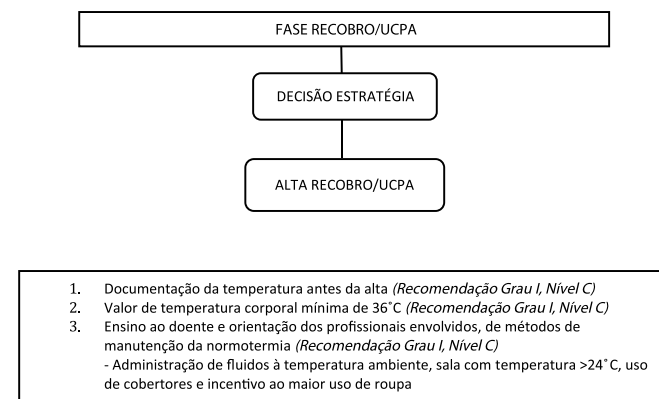 FASE RECOBRO/UCPA
DECISÃO ESTRATÉGIA
ALTA RECOBRO/UCPA
1. Documentação da temperatura antes da alta (Recomendação Grau I, Nível C)
2. Valor de temperatura corporal mínima de 36˚C (Recomendação Grau I, Nível C)
3. Ensino ao doente e orientação dos profissionais envolvidos, de métodos de
manutenção da normotermia (Recomendação Grau I, Nível C)
- Administração de fluidos à temperatura ambiente, sala com temperatura >24˚C, uso
de cobertores e incentivo ao maior uso de roupa